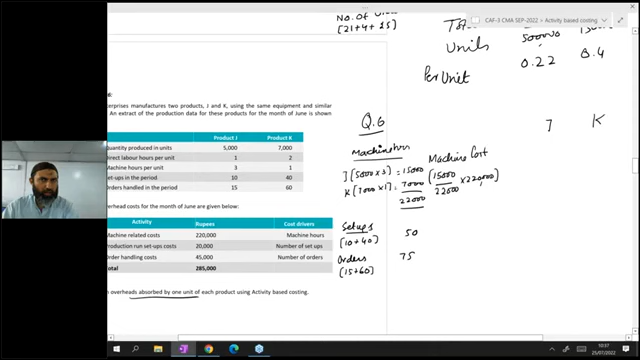 CAF-3 CMA SEP-2022 > Activity based costing
No. Of
[21+4+25]
Units
50000
Per Unit
0.22 0.4
6:
erprises manufactures two products, J and K, using the same equipment and similar
. An extract of the production data for these products for the month of June is shown
Product J Product K
Quantity produced in units 5,000 7,000
Direct labour hours per unit 1 2
Machine hours per unit 3 1
Set-ups in the period 10 40
Orders handled in the period 15 60
overhead costs for the month of June are given below:
Activity Rupees Cost drivers
Machine related costs 220,000 Machine hours
Production run set-ups costs 20,000 Number of set ups
Order handling costs 45,000 Number of orders
Total 285,000
overheads absorbed by one unit of each product using Activity Based costing.
Q.6
J K
Machine hours
J [5000 x 3] = 15000
K [7000 x 1] = 7000
22000
Machine Cost
[15000
22000
x 220,000]
Setups
[10+40] 50
Orders
[15+60] 75
10:37
25/07/2022